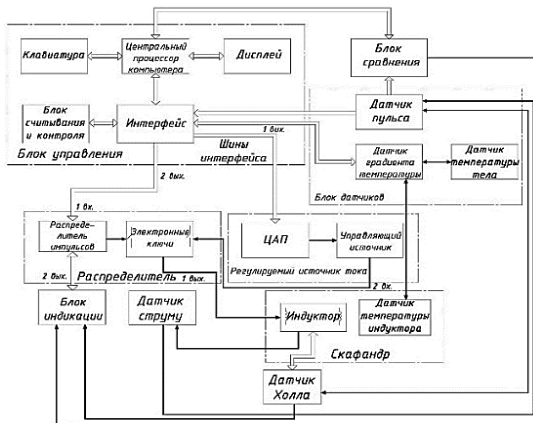 Клавиатура
Центральный
процессор
компьютера
Дисплей
Блок
сравнения
Блок
считывания
и контроля
Интерфейс
Блок управления
Шины
интерфейса
1 вых.
2 вых.
Датчик
пульса
Датчик
градиента
температуры
Датчик
температуры
тела
Блок датчиков
1 вх.
Распреде-
литель
импульсов
Электронные
ключи
2 вых.
Распределитель
1 вых.
ЦАП
Управляющий
источник
Регулируемий источник тока
2 вх.
Блок
индикации
Датчик
струму
Индуктор
Датчик
температуры
индуктора
Скафандр
Датчик
Холла